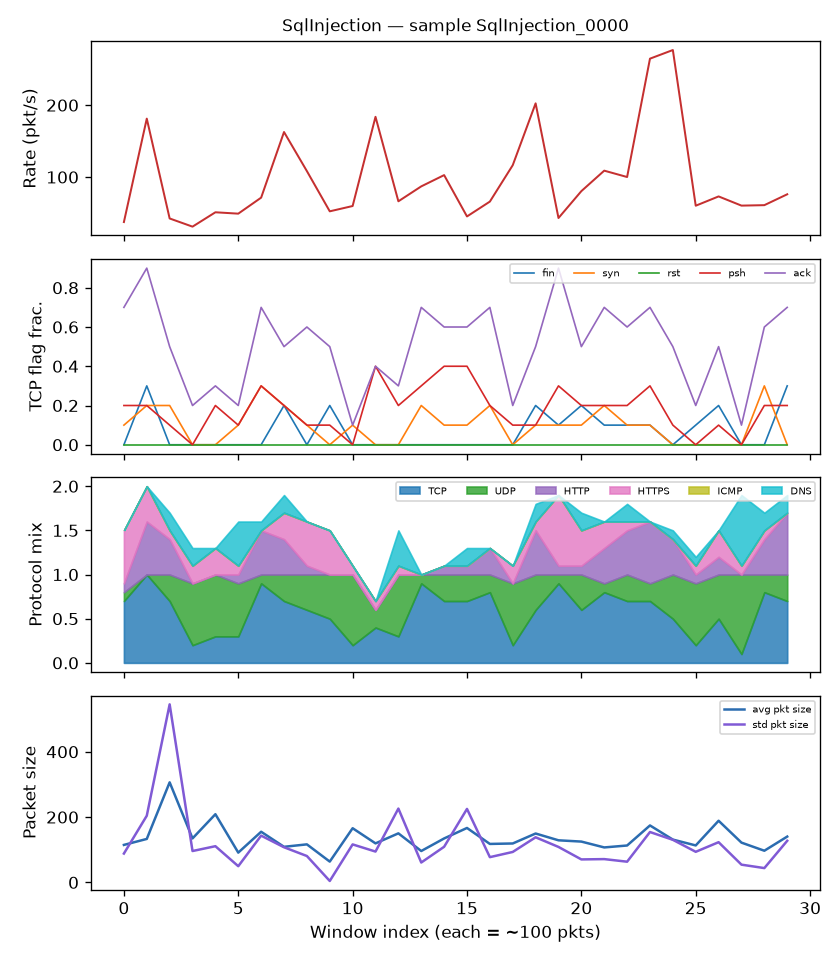 SqlInjection — sample SqlInjection_0000
Rate (pkt/s)
200
100
TCP flag frac.
0.8
0.6
0.4
0.2
0.0
fin syn rst psh ack
Protocol mix
2.0
1.5
1.0
0.5
0.0
TCP UDP HTTP HTTPS ICMP DNS
Packet size
400
200
0
avg pkt size
std pkt size
0 5 10 15 20 25 30
Window index (each = ~100 pkts)